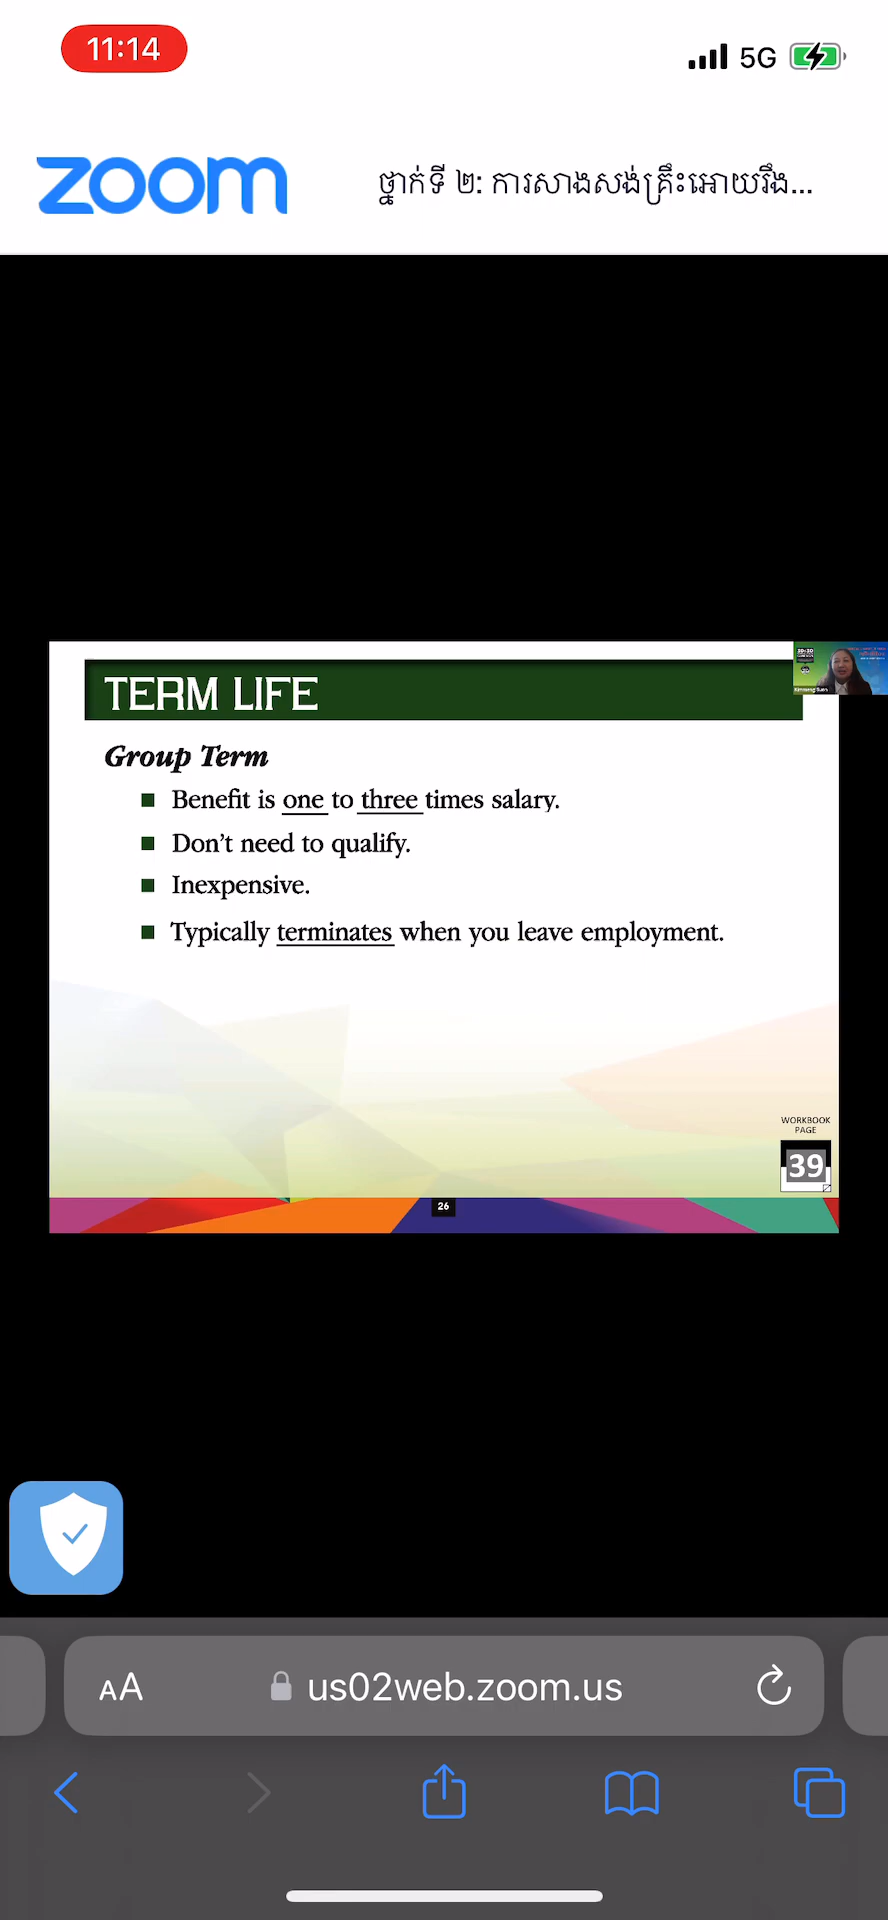 11:14
5G
zoom
ថ្នាក់ទី ២: ការសាងសង់គ្រឹះអោយរឹង...
TERM LIFE
Group Term
Benefit is one to three times salary.
Don't need to qualify.
Inexpensive.
Typically terminates when you leave employment.
WORKBOOK
PAGE
39
26
AA
us02web.zoom.us